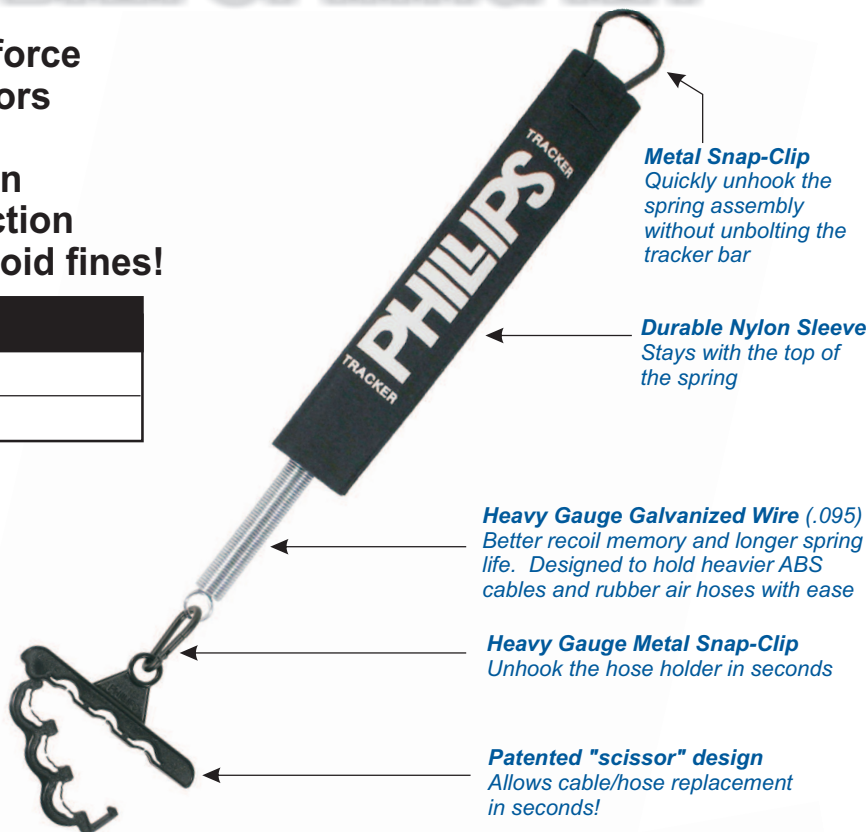 force
ors
n
ction
oid fines!
TRACKER
PHILLIPS
TRACKER
Metal Snap-Clip
Quickly unhook the
spring assembly
without unbolting the
tracker bar
Durable Nylon Sleeve
Stays with the top of
the spring
Heavy Gauge Galvanized Wire (.095)
Better recoil memory and longer spring
life. Designed to hold heavier ABS
cables and rubber air hoses with ease
Heavy Gauge Metal Snap-Clip
Unhook the hose holder in seconds
Patented "scissor" design
Allows cable/hose replacement
in seconds!